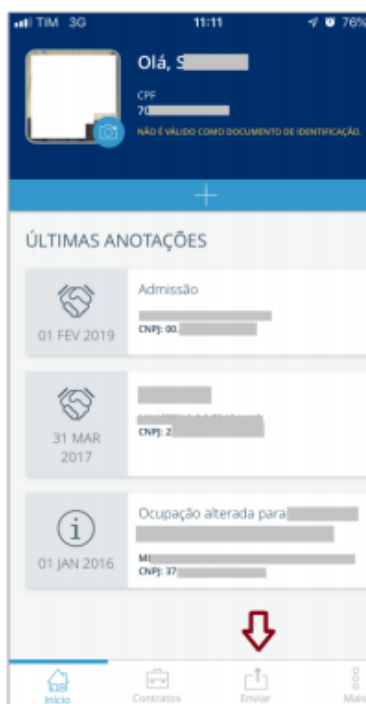 TIM 3G 11:11 76%
Olá, S
CPF
70
NÃO É VÁLIDO COMO DOCUMENTO DE IDENTIFICAÇÃO.
ÚLTIMAS ANOTAÇÕES
Admissão
CNPJ: 00.
01 FEV 2019
31 MAR
2017
CNPJ: 2
Ocupação alterada para
01 JAN 2016
CNPJ: 37
Início Contratos Enviar Mais